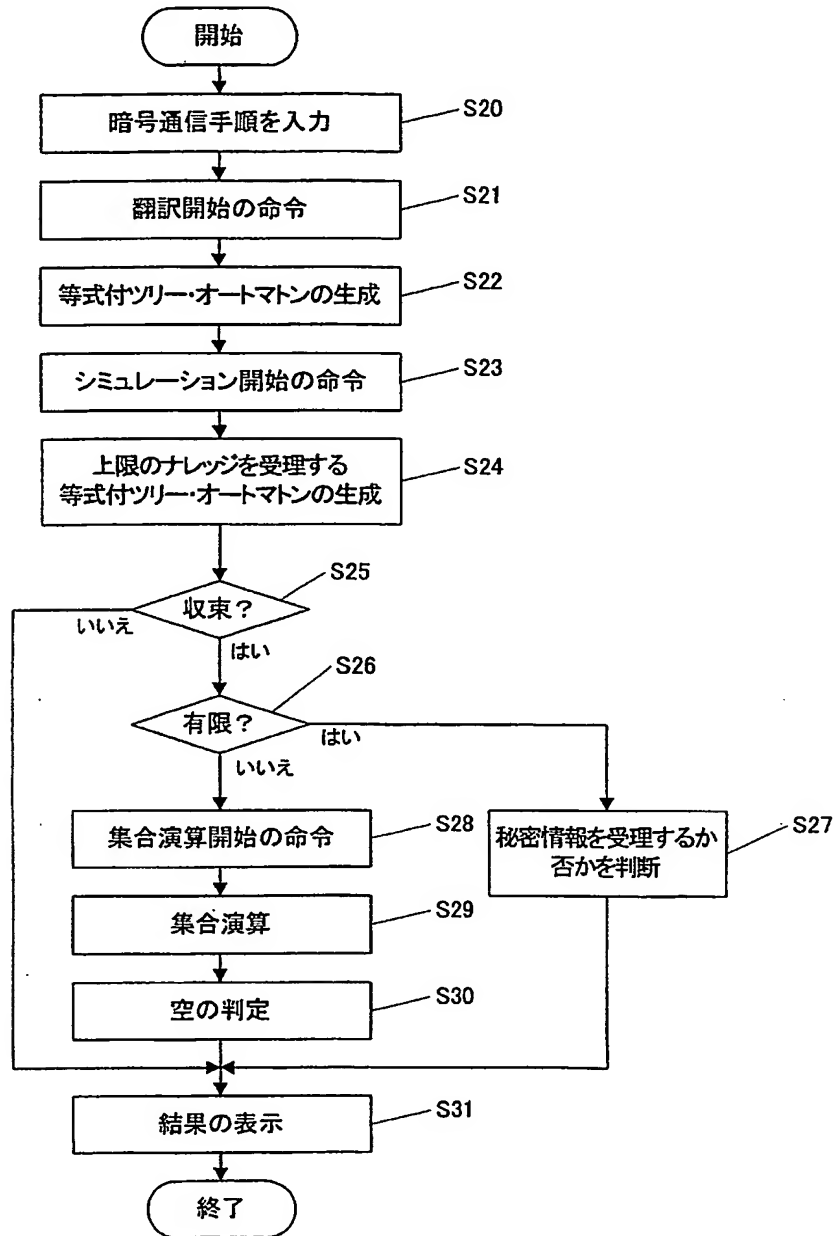 開始
暗号通信手順を入力
S20
翻訳開始の命令
S21
等式付ツリー・オートマトンの生成
S22
シミュレーション開始の命令
S23
上限のナレッジを受理する
等式付ツリー・オートマトンの生成
S24
収束？
S25
いいえ
はい
有限？
S26
はい
いいえ
集合演算開始の命令
S28
秘密情報を受理するか
否かを判断
S27
集合演算
S29
空の判定
S30
結果の表示
S31
終了